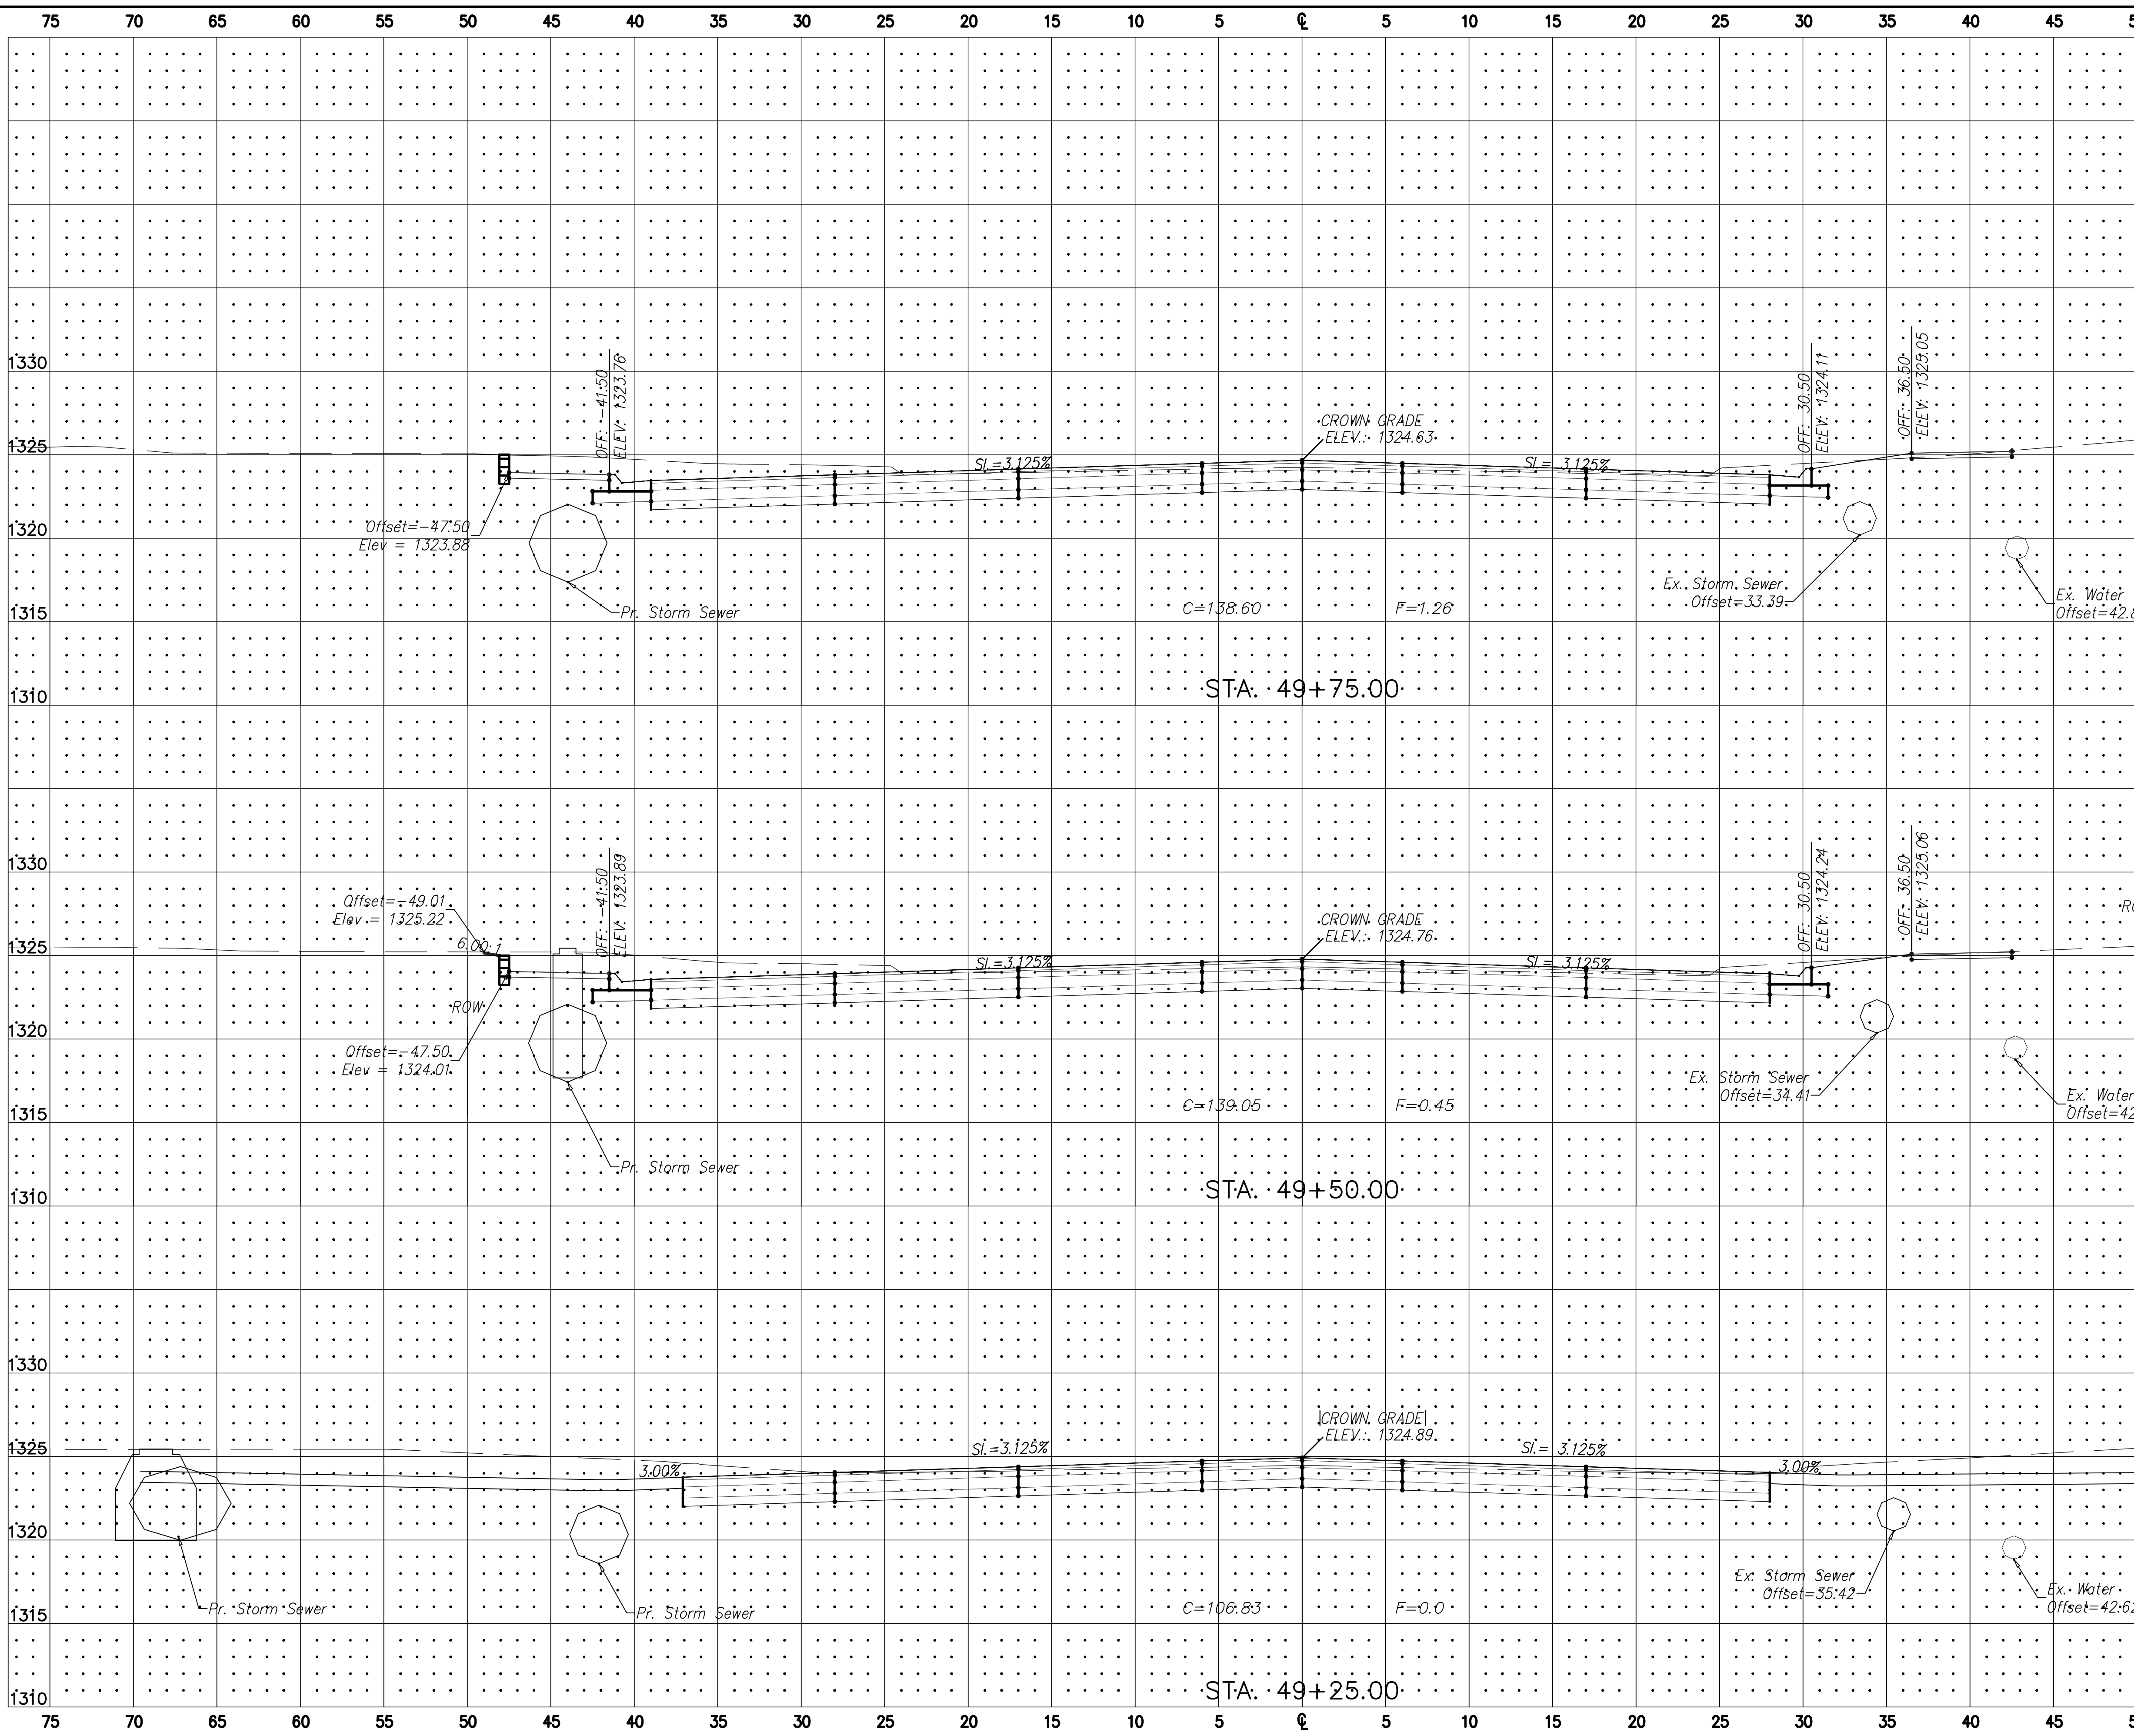 75 70 65 60 55 50 45 40 35 30 25 20 15 10 5 ℄ 5 10 15 20 25 30 35 40 45
1330
OFF: -41.50
ELEV: 1323.76
CROWN GRADE
ELEV.: 1324.63
OFF: 30.50
ELEV: 1324.11
OFF: 36.50
ELEV: 1325.05
1325
Sl.=3.125%
Sl.= 3.125%
Offset=-47.50
Elev = 1323.88
1320
Ex. Storm Sewer
Offset=33.39
Ex. Water
Offset=42.8
1315
Pr. Storm Sewer
C=138.60
F=1.26
1310
STA. 49+75.00
1330
OFF: -41.50
ELEV: 1323.89
Offset=-49.01
Elev = 1325.22
CROWN GRADE
ELEV.: 1324.76
OFF: 30.50
ELEV: 1324.24
OFF: 36.50
ELEV: 1325.06
1325
6.00:1
Sl.=3.125%
Sl.= 3.125%
ROW
1320
Offset=-47.50
Elev = 1324.01
Ex. Storm Sewer
Offset=34.41
Ex. Water
Offset=42
1315
C=139.05
F=0.45
Pr. Storm Sewer
1310
STA. 49+50.00
1330
CROWN GRADE
ELEV.: 1324.89
1325
Sl.=3.125%
Sl.= 3.125%
3.00%
3.00%
1320
Ex. Storm Sewer
Offset=35.42
Ex. Water
Offset=42.62
1315
Pr. Storm Sewer
Pr. Storm Sewer
C=106.83
F=0.0
1310
STA. 49+25.00
75 70 65 60 55 50 45 40 35 30 25 20 15 10 5 ℄ 5 10 15 20 25 30 35 40 45